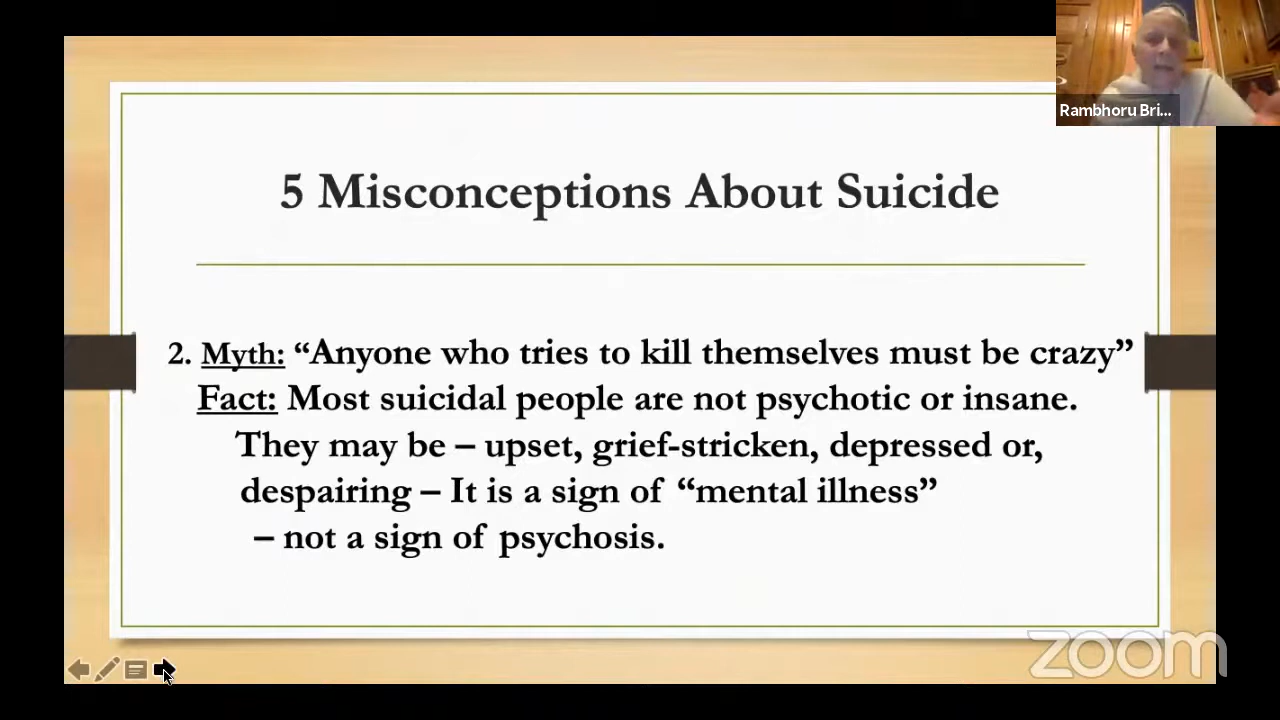 Rambhoru Bri...
5 Misconceptions About Suicide
2. Myth: “Anyone who tries to kill themselves must be crazy”
Fact: Most suicidal people are not psychotic or insane.
They may be – upset, grief-stricken, depressed or,
despairing – It is a sign of “mental illness”
– not a sign of psychosis.
zoom